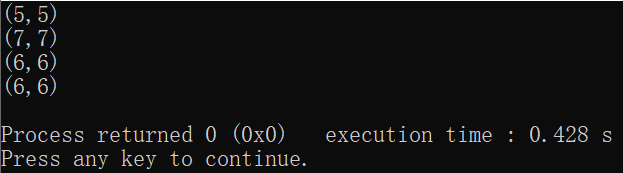 (5,5)
(7,7)
(6,6)
(6,6)
Process returned 0 (0x0)   execution time : 0.428 s
Press any key to continue.